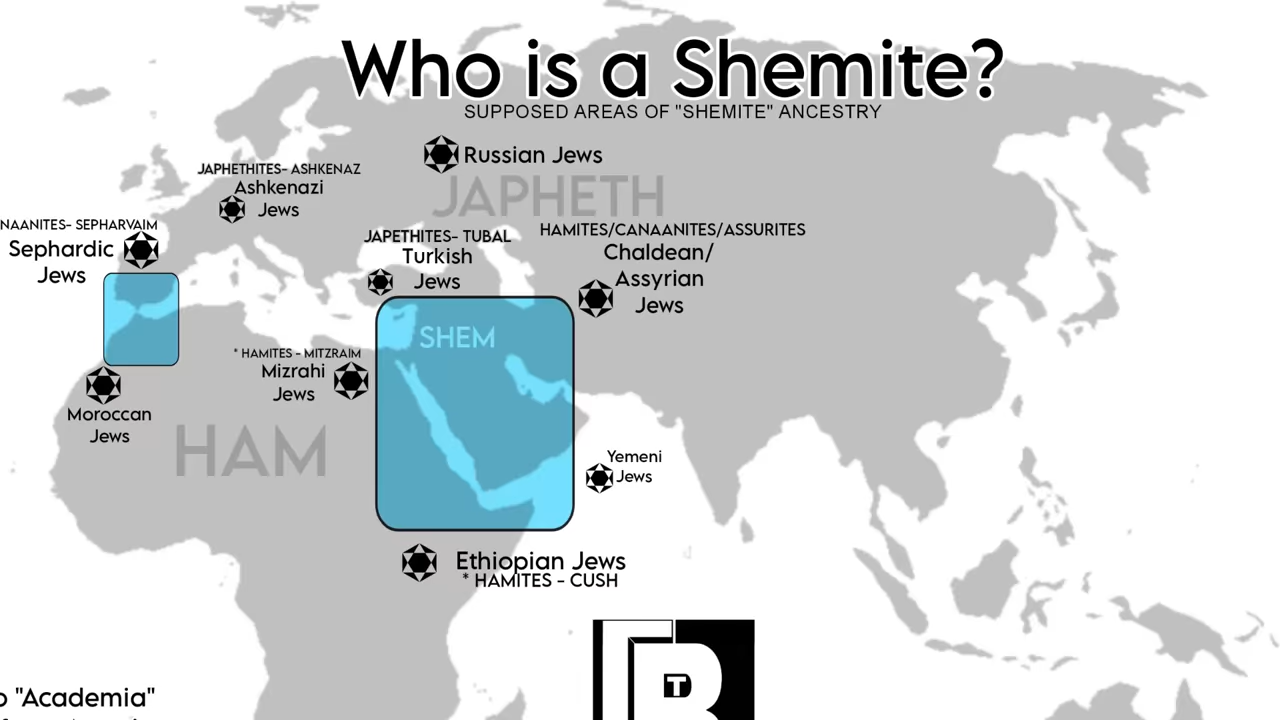 Who is a Shemite?
SUPPOSED AREAS OF "SHEMITE" ANCESTRY
Russian Jews
JAPHETH
JAPHETHITES- ASHKENAZ
Ashkenazi
Jews
NAANITES- SEPHARVAIM
Sephardic
Jews
JAPETHITES- TUBAL
Turkish
Jews
HAMITES/CANAANITES/ASSURITES
Chaldean/
Assyrian
Jews
SHEM
* HAMITES - MITZRAIM
Mizrahi
Jews
Moroccan
Jews
HAM
Yemeni
Jews
Ethiopian Jews
* HAMITES - CUSH
"Academia"
B
T